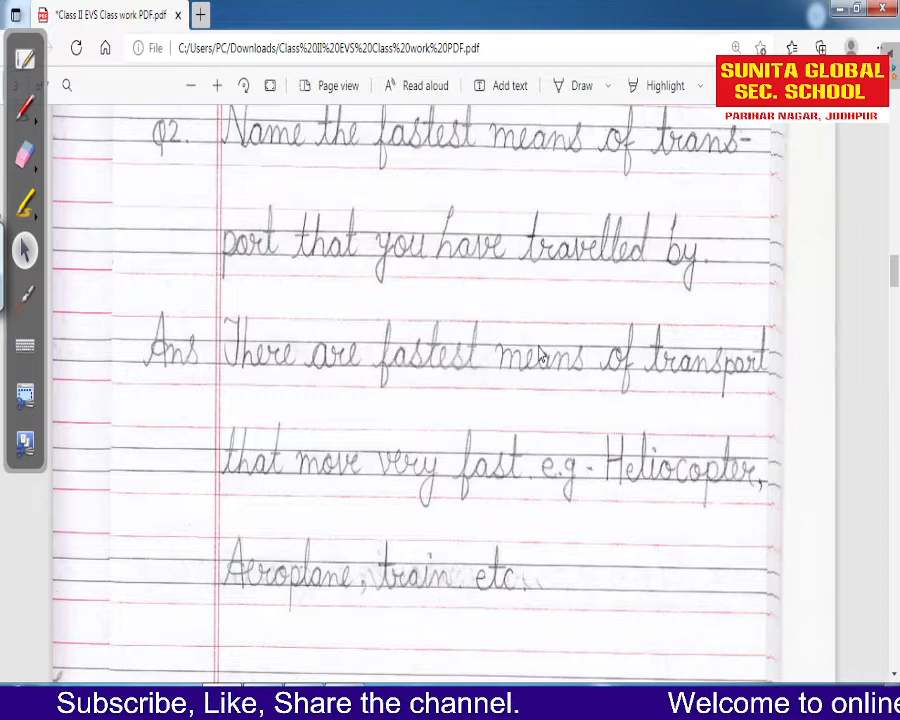 *Class II EVS Class work PDF.pdf
File
C:/Users/PC/Downloads/Class%20II%20EVS%20Class%20work%20PDF.pdf
Page view
Read aloud
Add text
Draw
Highlight
SUNITA GLOBAL
SEC. SCHOOL
PARIHAR NAGAR, JODHPUR
Q2. Name the fastest means of trans-
port that you have travelled by.
Ans There are fastest means of transport
that move very fast. e.g - Heliocopter,
Aeroplane, train etc..
Subscribe, Like, Share the channel.
Welcome to online